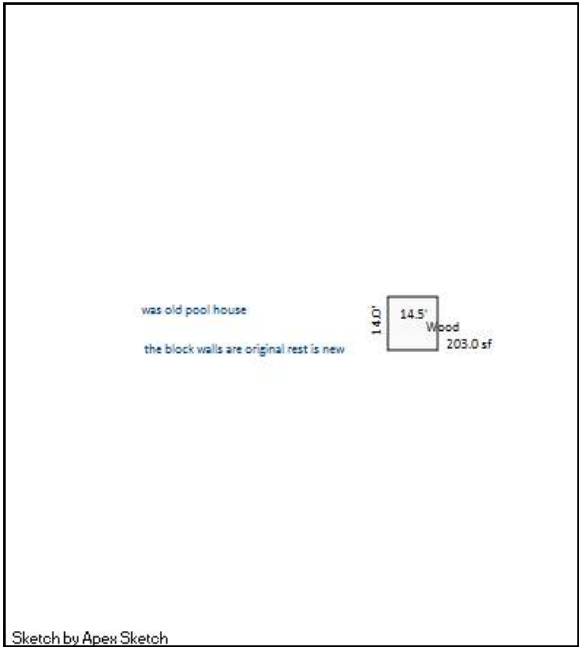 was old pool house
14.0'
14.5'
Wood
203.0 sf
the block walls are original rest is new
Sketch by Apex Sketch